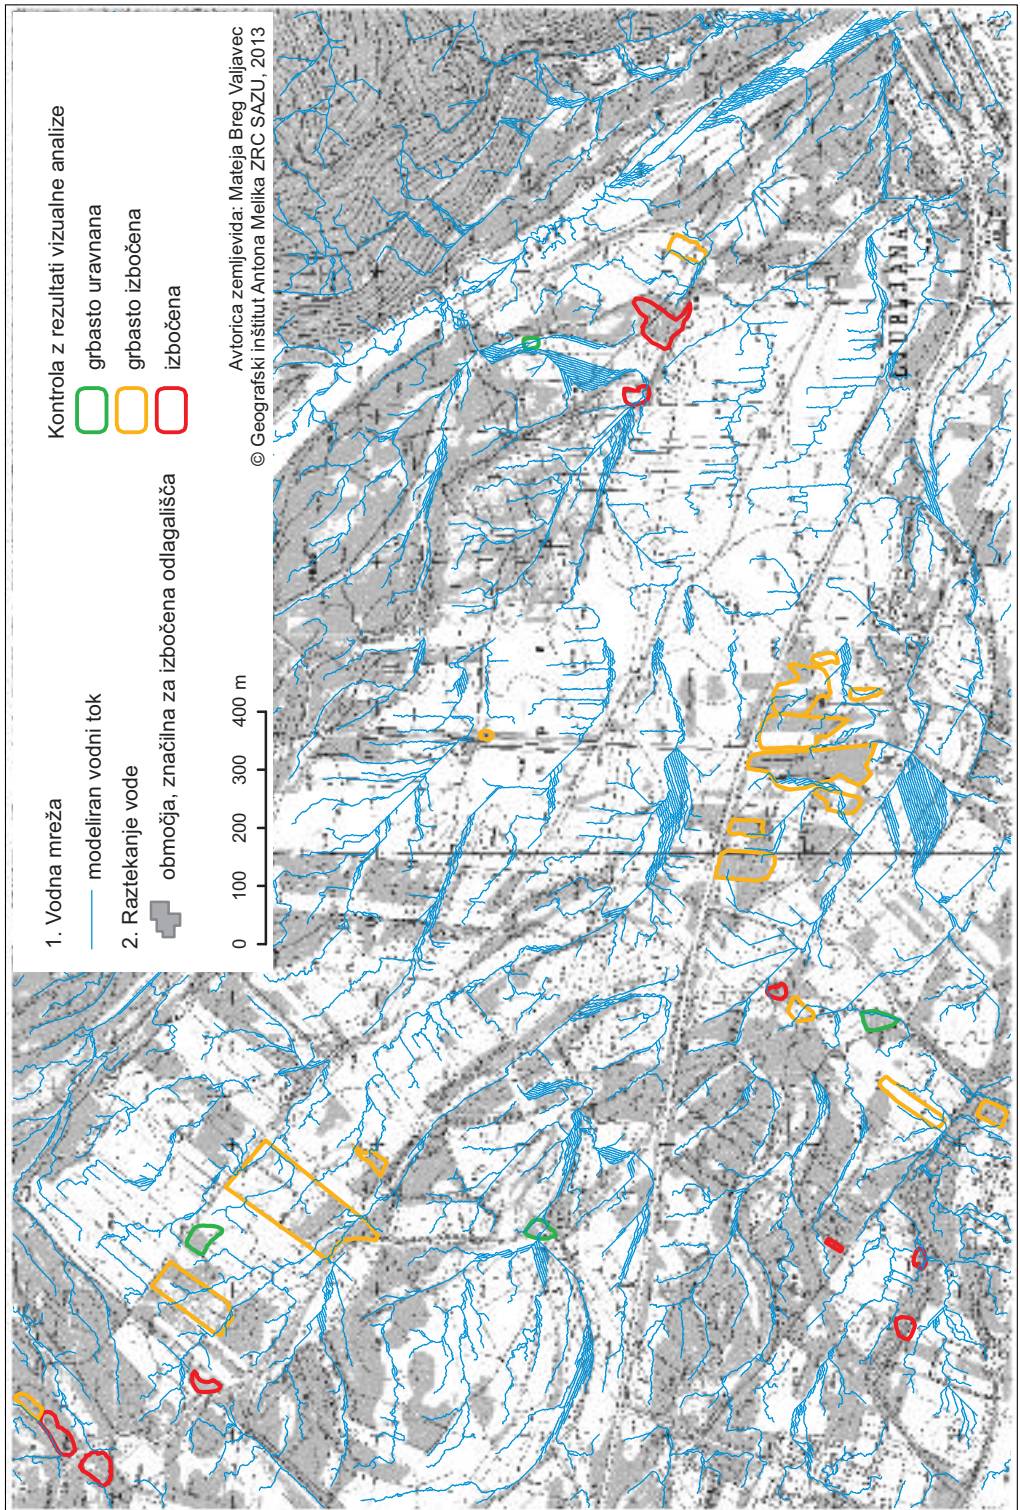 1. Vodna mreža
modeliran vodni tok
2. Raztekanje vode
območja, značilna za izbočena odlagališča
0 100 200 300 400 m
Kontrola z rezultati vizualne analize
grbasto uravnana
grbasto izbočena
izbočena
Avtorica zemljevida: Mateja Breg Valjavec
© Geografski inštitut Antona Melika ZRC SAZU, 2013